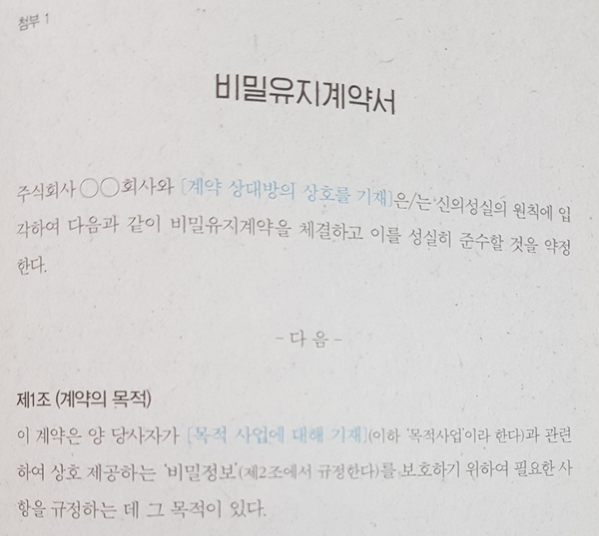 첨부 1
비밀유지계약서
주식회사 ○○회사와 [계약 상대방의 상호를 기재]은/는 신의성실의 원칙에 입
각하여 다음과 같이 비밀유지계약을 체결하고 이를 성실히 준수할 것을 약정
한다.
- 다 음 -
제1조 (계약의 목적)
이 계약은 양 당사자가 [목적 사업에 대해 기재](이하 '목적사업'이라 한다)과 관련
하여 상호 제공하는 '비밀정보'(제2조에서 규정한다)를 보호하기 위하여 필요한 사
항을 규정하는 데 그 목적이 있다.